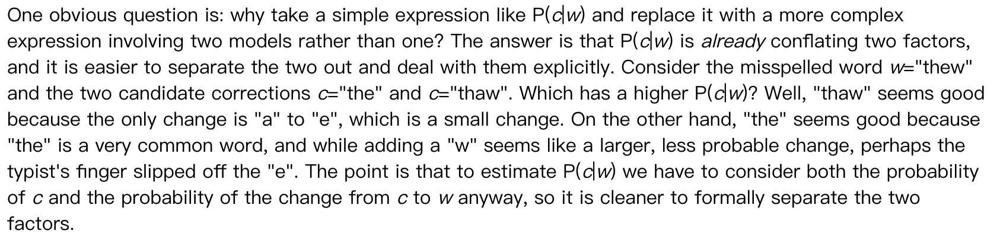 One obvious question is: why take a simple expression like P(c|w) and replace it with a more complex
expression involving two models rather than one? The answer is that P(c|w) is already conflating two factors,
and it is easier to separate the two out and deal with them explicitly. Consider the misspelled word w="thew"
and the two candidate corrections c="the" and c="thaw". Which has a higher P(c|w)? Well, "thaw" seems good
because the only change is "a" to "e", which is a small change. On the other hand, "the" seems good because
"the" is a very common word, and while adding a "w" seems like a larger, less probable change, perhaps the
typist's finger slipped off the "e". The point is that to estimate P(c|w) we have to consider both the probability
of c and the probability of the change from c to w anyway, so it is cleaner to formally separate the two
factors.